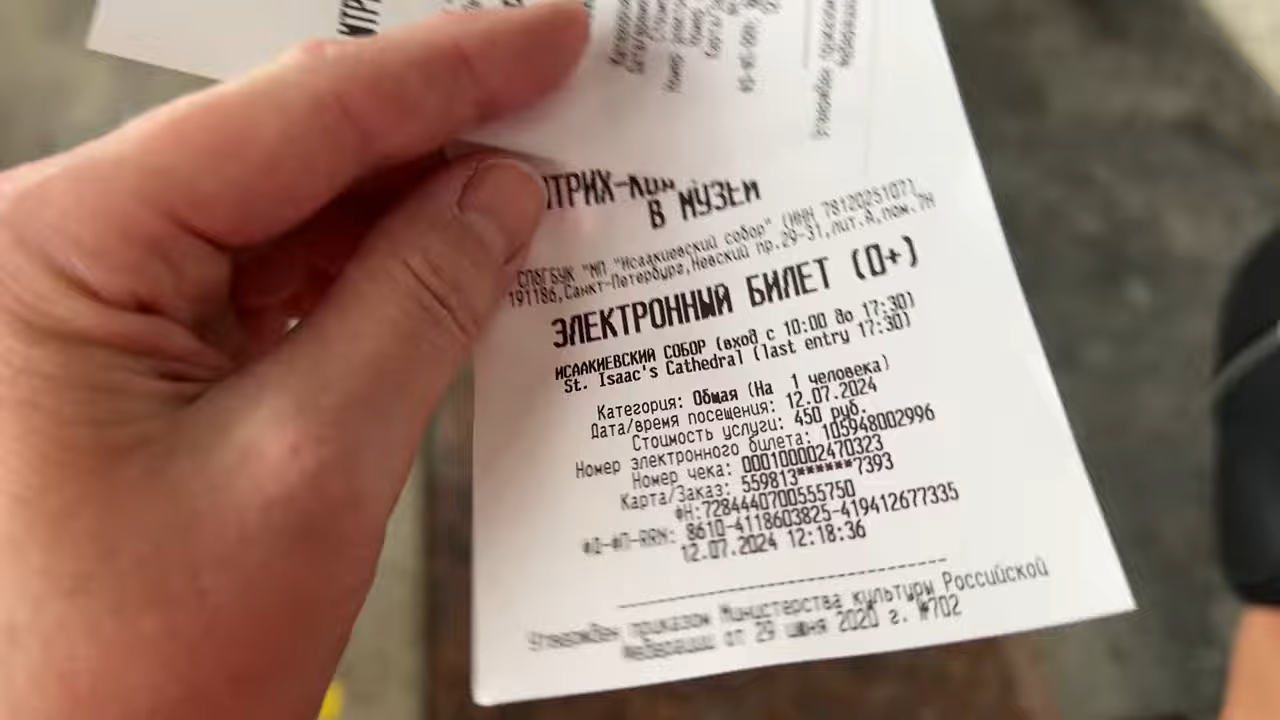 ШТРИХ-КОД
В МУЗЕЙ
СПбГБУК "МП "Исаакиевский собор" (ИНН 7812025107)
191186,Санкт-Петербург,Невский пр.29-31,лит.А,пом.7Н
ЭЛЕКТРОННЫЙ БИЛЕТ (0+)
ИСААКИЕВСКИЙ СОБОР (вход с 10:00 до 17:30)
St. Isaac's Cathedral (last entry 17:30)
Категория: Общая (На 1 человека)
Дата/время посещения: 12.07.2024
Стоимость услуги: 450 руб.
Номер электронного билета: 105948002996
Номер чека: 000100002470323
Карта/Заказ: 559813******7393
ФН:7284440700555750
ФД-ФП-RRN: 8610-4118603825-419412677335
12.07.2024 12:18:36
Утвержден приказом Министерства культуры Российской
Федерации от 29 июня 2020 г. №702